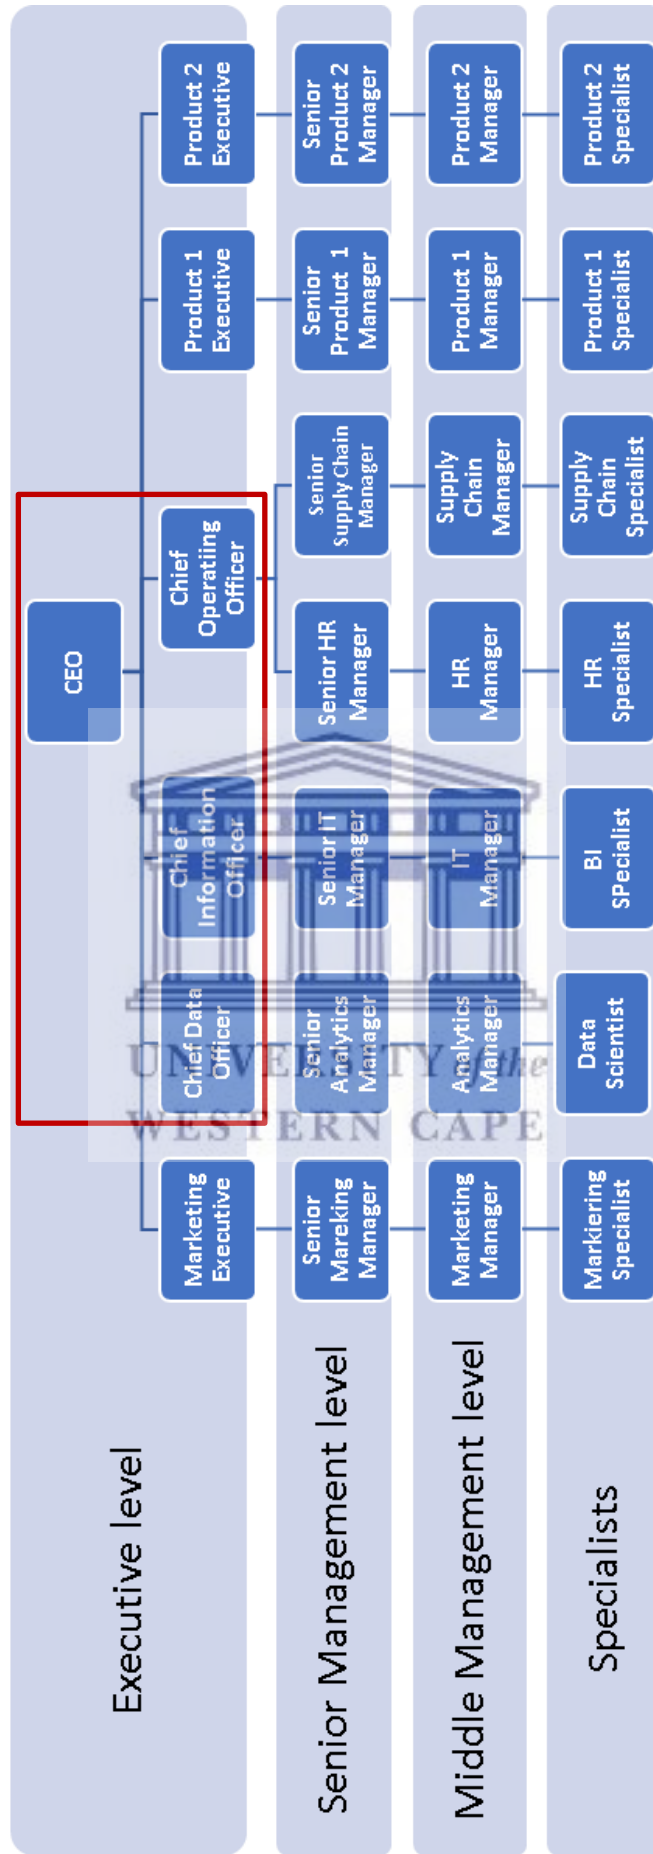 Executive level
CEO
Marketing
Executive
Chief Data
Officer
Chief
Information
Officer
Chief
Operatiing
Officer
Product 1
Executive
Product 2
Executive
Senior Management level
Senior
Mareking
Manager
Senior
Analytics
Manager
Senior IT
Manager
Senior HR
Manager
Senior
Supply Chain
Manager
Senior
Product 1
Manager
Senior
Product 2
Manager
Middle Management level
Marketing
Manager
Analytics
Manager
IT
Manager
HR
Manager
Supply
Chain
Manager
Product 1
Manager
Product 2
Manager
Specialists
Markiering
Specialist
Data
Scientist
BI
SPecialist
HR
Specialist
Supply
Chain
Specialist
Product 1
Specialist
Product 2
Specialist
UNIVERSITY of the
WESTERN CAPE